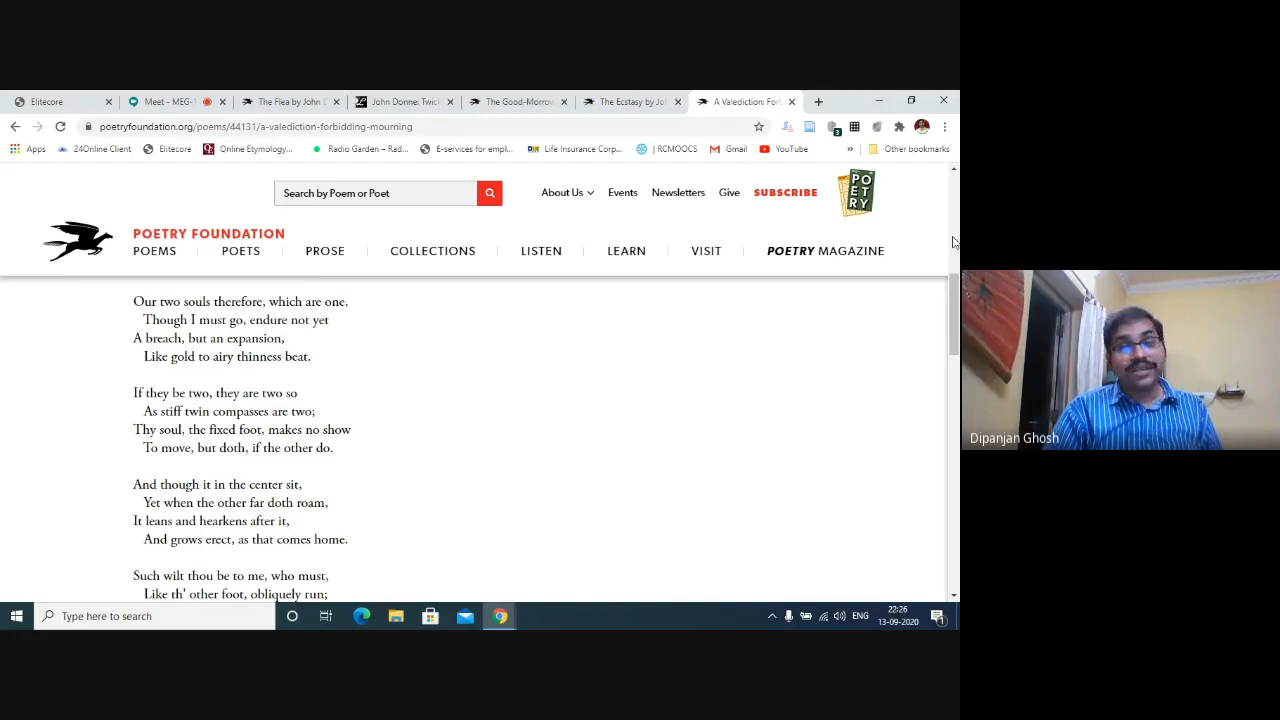 Elitecore
Meet - MEG-
The Flea by John D
John Donne: Twick
The Good-Morrow
The Ecstasy by Jo
A Valediction: Forb
poetryfoundation.org/poems/44131/a-valediction-forbidding-mourning
Apps
24Online Client
Elitecore
Online Etymology...
Radio Garden – Rad...
E-services for empl...
Life Insurance Corp...
| RCMOOCS
Gmail
YouTube
»
Other bookmarks
Search by Poem or Poet
About Us
Events
Newsletters
Give
SUBSCRIBE
PO
ET
RY
POETRY FOUNDATION
POEMS
POETS
PROSE
COLLECTIONS
LISTEN
LEARN
VISIT
POETRY MAGAZINE
Our two souls therefore, which are one,
Though I must go, endure not yet
A breach, but an expansion,
Like gold to airy thinness beat.
If they be two, they are two so
As stiff twin compasses are two;
Thy soul, the fixed foot, makes no show
To move, but doth, if the other do.
And though it in the center sit,
Yet when the other far doth roam,
It leans and hearkens after it,
And grows erect, as that comes home.
Such wilt thou be to me, who must,
Like th' other foot, obliquely run;
Dipanjan Ghosh
Type here to search
ENG
22:26
13-09-2020